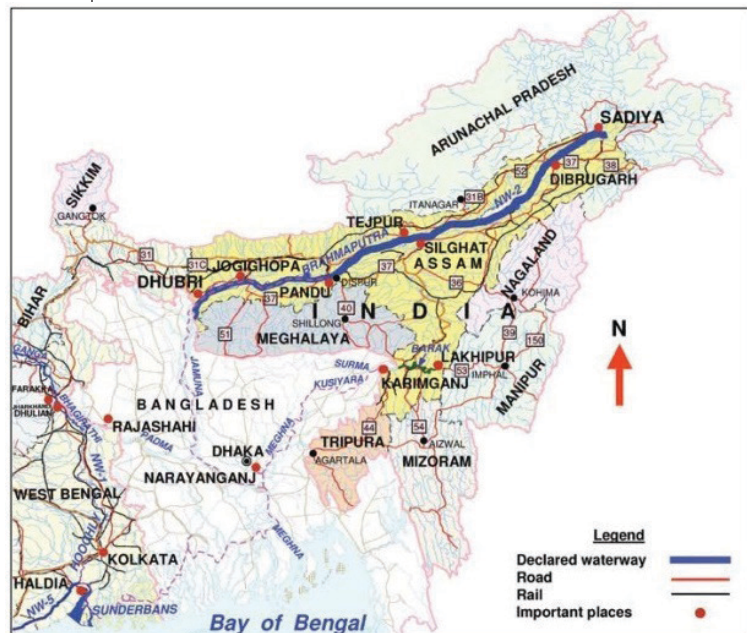 ARUNACHAL PRADESH
SADIYA
37
38
52
DIBRUGARH
SIKKIM
GANGTOK
ITANAGAR
31B
NW-2
TEJPUR
31
31C
BRAHMAPUTRA
SILGHAT
ASSAM
NAGALAND
JOGIGHOPA
DHUBRI
PANDU
DISPUR
37
36
KOHIMA
37
INDIA
BIHAR
SHILLONG
40
39
150
N
51
MEGHALAYA
GANGA
JAMUNA
SURMA
BARAK
LAKHIPUR
KUSIYARA
53
IMPHAL
MANIPUR
FARAKKA
DHULIAN
KARIMGANJ
BHAGIRATHI
BANGLADESH
RAJASHAHI
PADMA
MEGHNA
44
54
TRIPURA
AIZWAL
DHAKA
AGARTALA
MIZORAM
NARAYANGANJ
NW-1
WEST BENGAL
HOOGHLY
MEGHNA
KOLKATA
HALDIA
NW-5
SUNDERBANS
Bay of Bengal
Legend
Declared waterway
Road
Rail
Important places